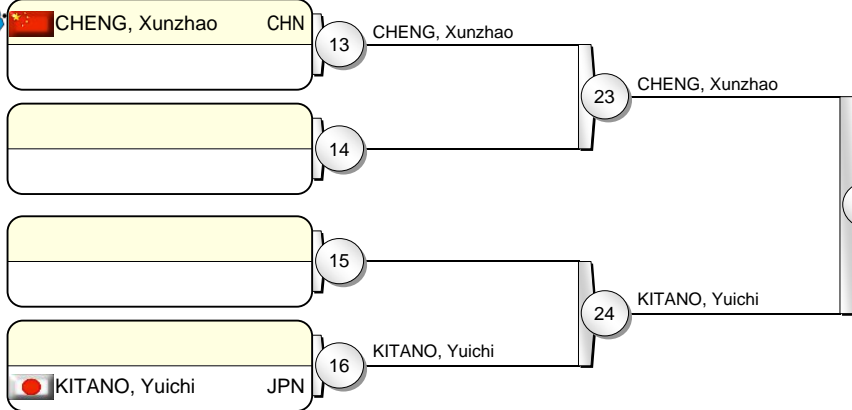 CHENG, Xunzhao CHN
13
CHENG, Xunzhao
23
CHENG, Xunzhao
14
15
24
KITANO, Yuichi
16
KITANO, Yuichi
KITANO, Yuichi JPN